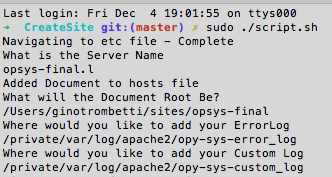 Last login: Fri Dec  4 19:01:55 on ttys000
➜  CreateSite git:(master) ✗ sudo ./script.sh
Navigating to etc file - Complete
What is the Server Name
opsys-final.l
Added Document to hosts file
What will the Document Root Be?
/Users/ginotrombetti/sites/opsys-final
Where would you like to add your ErrorLog
/private/var/log/apache2/opy-sys-error_log
Where would you like to add your Custom Log
/private/var/log/apache2/opy-sys-custom_log